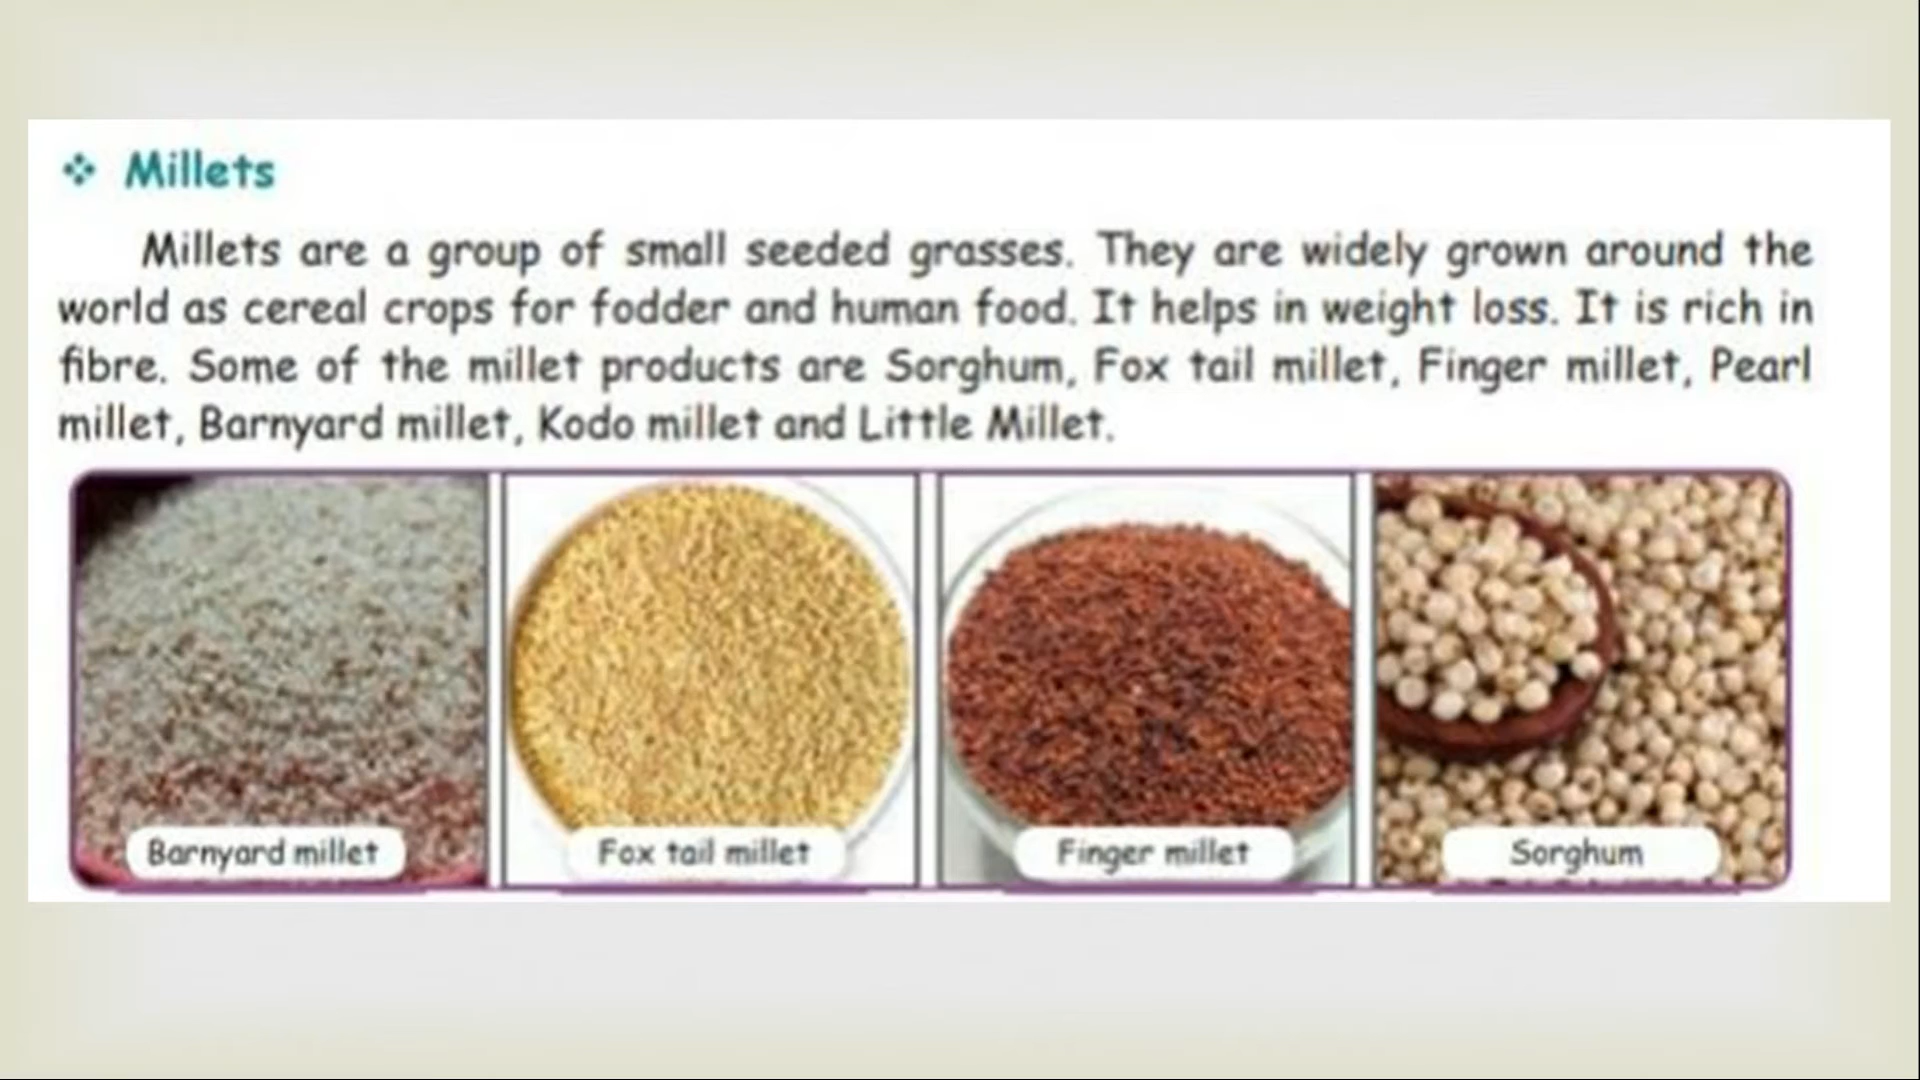 ❖ Millets
Millets are a group of small seeded grasses. They are widely grown around the
world as cereal crops for fodder and human food. It helps in weight loss. It is rich in
fibre. Some of the millet products are Sorghum, Fox tail millet, Finger millet, Pearl
millet, Barnyard millet, Kodo millet and Little Millet.
Barnyard millet
Fox tail millet
Finger millet
Sorghum